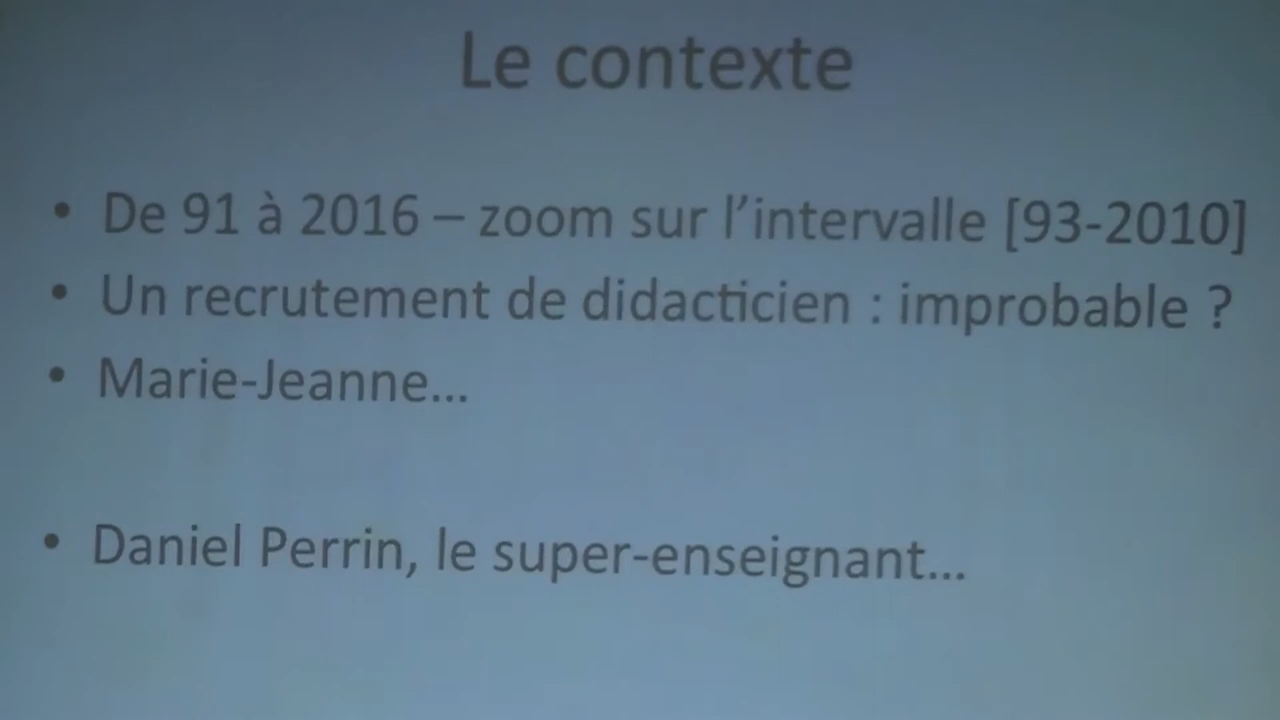 Le contexte
• De 91 à 2016 – zoom sur l'intervalle [93-2010]
• Un recrutement de didacticien : improbable ?
• Marie-Jeanne...
• Daniel Perrin, le super-enseignant...